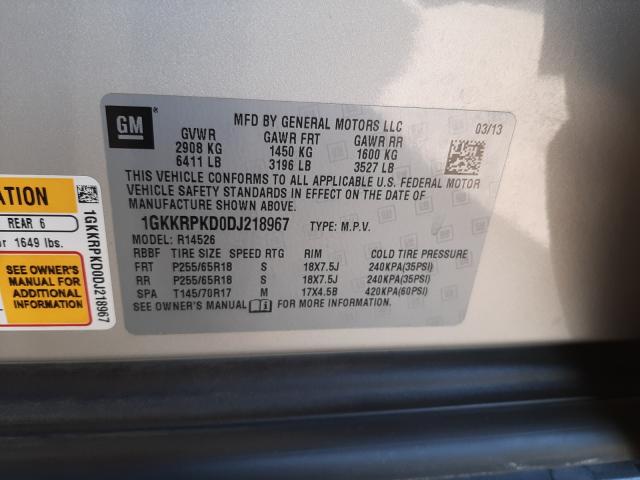 GM
MFD BY GENERAL MOTORS LLC
03/13
GVWR GAWR FRT GAWR RR
2908 KG 1450 KG 1600 KG
6411 LB 3196 LB 3527 LB
THIS VEHICLE CONFORMS TO ALL APPLICABLE U.S. FEDERAL MOTOR
VEHICLE SAFETY STANDARDS IN EFFECT ON THE DATE OF
MANUFACTURE SHOWN ABOVE.
1GKKRPKD0DJ218967 TYPE: M.P.V.
MODEL: R14526
RBBF TIRE SIZE SPEED RTG RIM COLD TIRE PRESSURE
FRT P255/65R18 S 18X7.5J 240KPA(35PSI)
RR P255/65R18 S 18X7.5J 240KPA(35PSI)
SPA T145/70R17 M 17X4.5B 420KPA(60PSI)
SEE OWNER'S MANUAL FOR MORE INFORMATION.
ATION
REAR 6
or 1649 lbs.
SEE OWNER'S
MANUAL FOR
ADDITIONAL
INFORMATION
1GKKRPKD0DJ218967